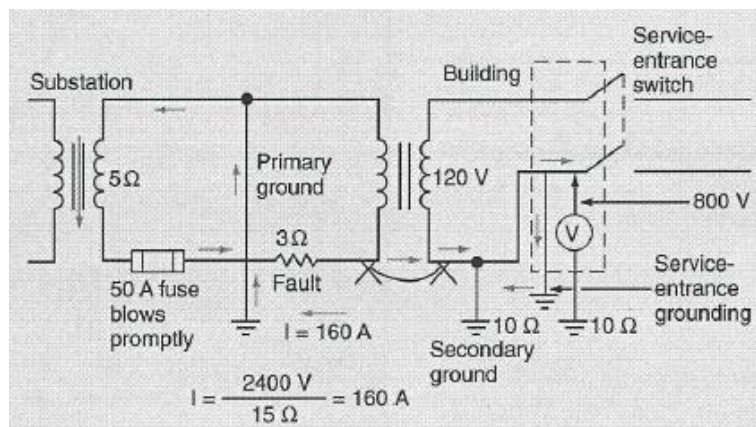 Service-
entrance
switch
Substation
Building
5Ω
Primary
ground
120 V
800 V
3Ω
V
50 A fuse
blows
promptly
Fault
I = 160 A
10 Ω
10 Ω
Service-
entrance
grounding
Secondary
ground
I = 2400 V
15 Ω
= 160 A